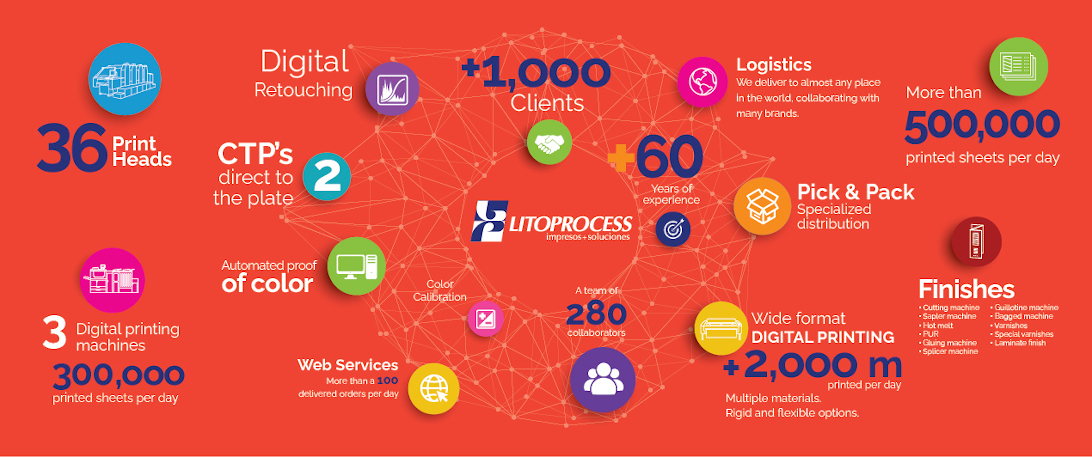 36 Print
Heads
Digital
Retouching
CTP's
direct to
the plate
2
Automated proof
of color
3 Digital printing
machines
300,000
printed sheets per day
Color
Calibration
Web Services
More than a 100
delivered orders per day
+1,000
Clients
+60
Years of
experience
LITOPROCESS
impresos+soluciones
A team of
280
collaborators
Logistics
We deliver to almost any place
in the world, collaborating with
many brands.
Pick & Pack
Specialized
distribution
Wide format
DIGITAL PRINTING
+2,000 m
printed per day
Multiple materials.
Rigid and flexible options.
More than
500,000
printed sheets per day
Finishes
• Cutting machine
• Sapler machine
• Hot melt
• PUR
• Gluing machine
• Splicer machine
• Guillotine machine
• Bagged machine
• Varnishes
• Special varnishes
• Laminate finish